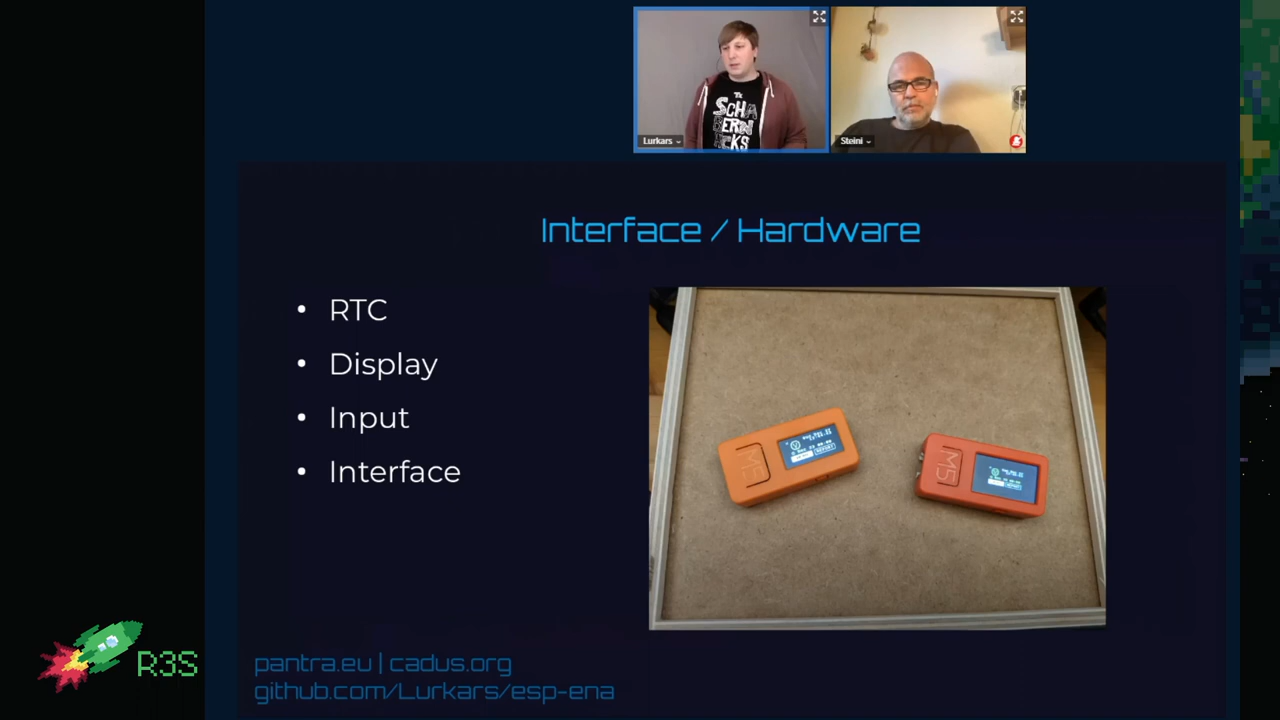 Lurkars
Steini
Interface / Hardware
• RTC
• Display
• Input
• Interface
M5
M5
R3S
pantra.eu | cadus.org
github.com/Lurkars/esp-ena